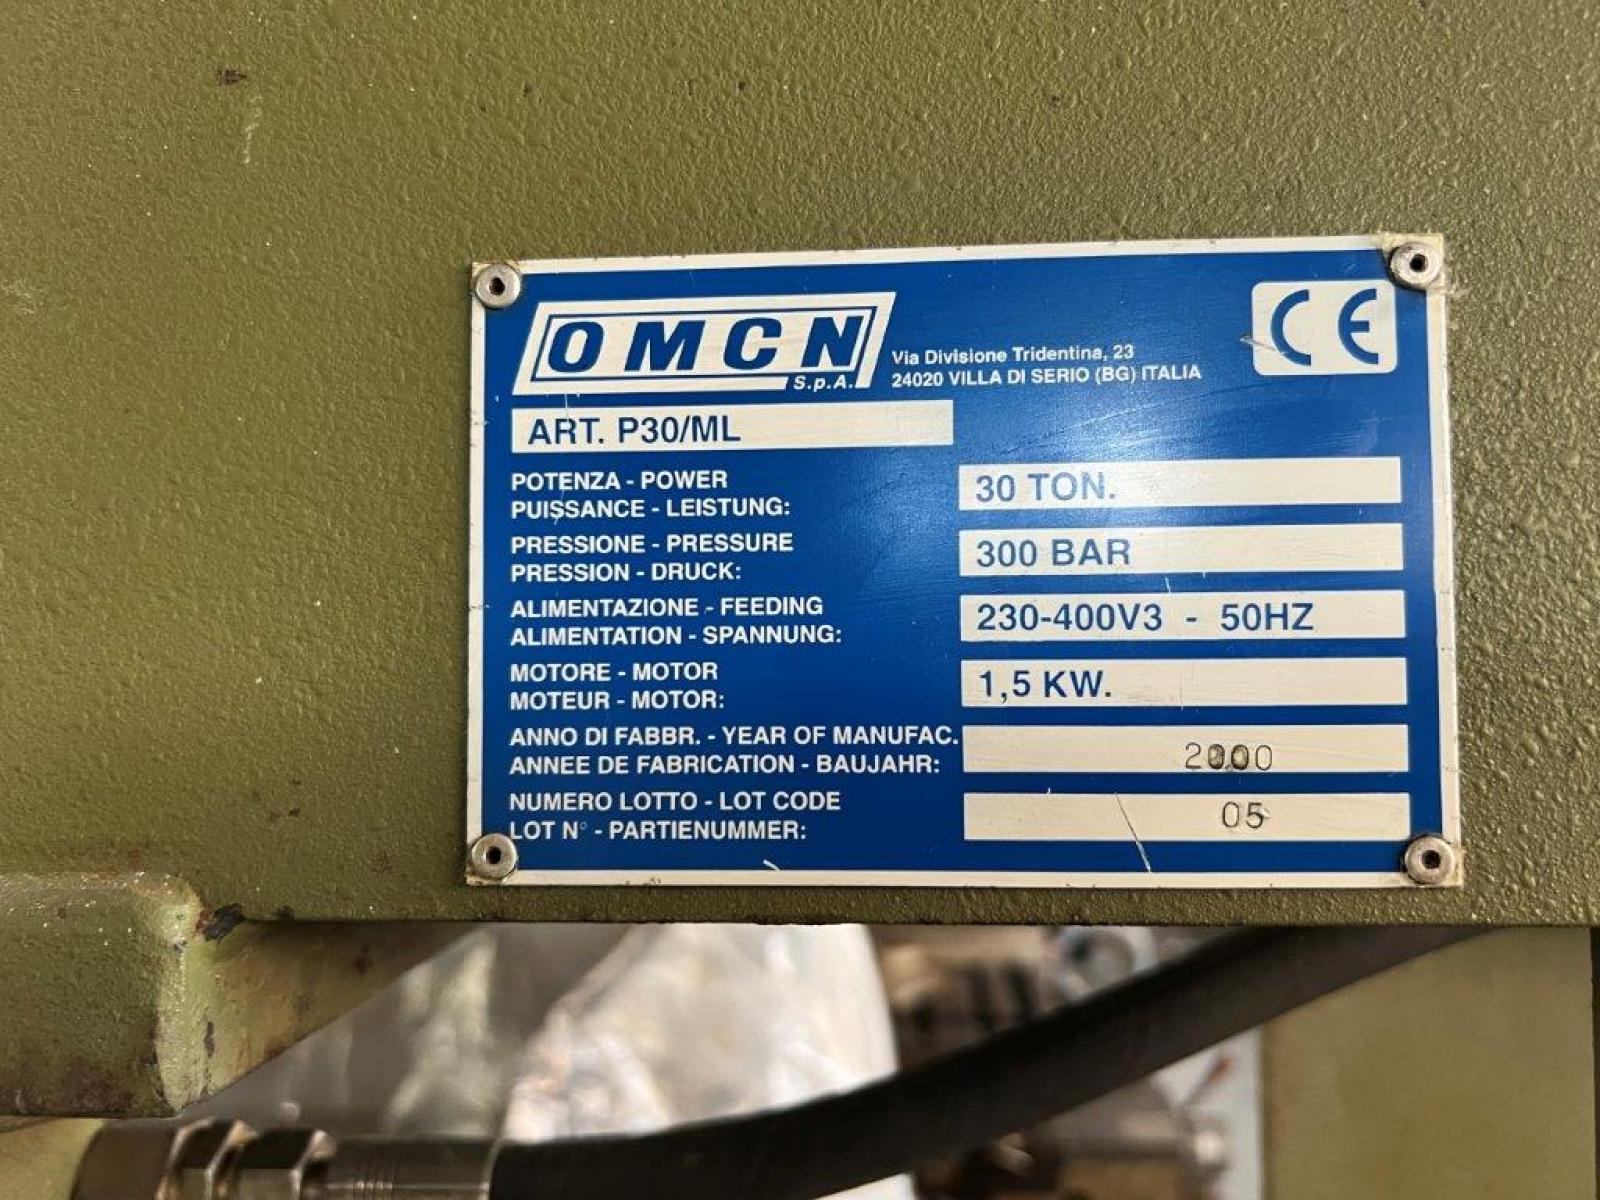 OMCN
S.p.A.
Via Divisione Tridentina, 23
24020 VILLA DI SERIO (BG) ITALIA
CE
ART. P30/ML
POTENZA - POWER
PUISSANCE - LEISTUNG:
30 TON.
PRESSIONE - PRESSURE
PRESSION - DRUCK:
300 BAR
ALIMENTAZIONE - FEEDING
ALIMENTATION - SPANNUNG:
230-400V3 - 50HZ
MOTORE - MOTOR
MOTEUR - MOTOR:
1,5 KW.
ANNO DI FABBR. - YEAR OF MANUFAC.
ANNEE DE FABRICATION - BAUJAHR:
2000
NUMERO LOTTO - LOT CODE
LOT N° - PARTIENUMMER:
05